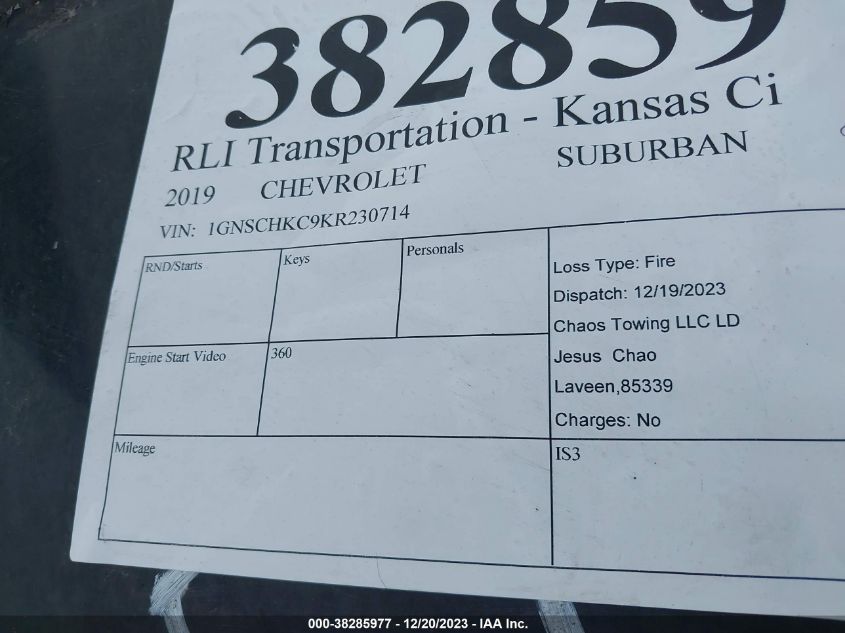 382859
RLI Transportation - Kansas Ci
2019 CHEVROLET SUBURBAN
VIN: 1GNSCHKC9KR230714
RND/Starts
Keys
Personals
Loss Type: Fire
Dispatch: 12/19/2023
Chaos Towing LLC LD
Jesus Chao
Laveen,85339
Charges: No
Engine Start Video
360
Mileage
IS3
000-38285977 - 12/20/2023 - IAA Inc.